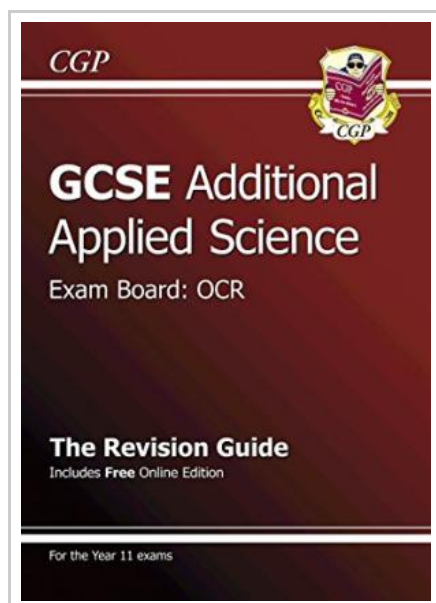 CGP
CGP
GCSE Additional
Applied Science
Exam Board: OCR
The Revision Guide
Includes Free Online Edition
For the Year 11 exams